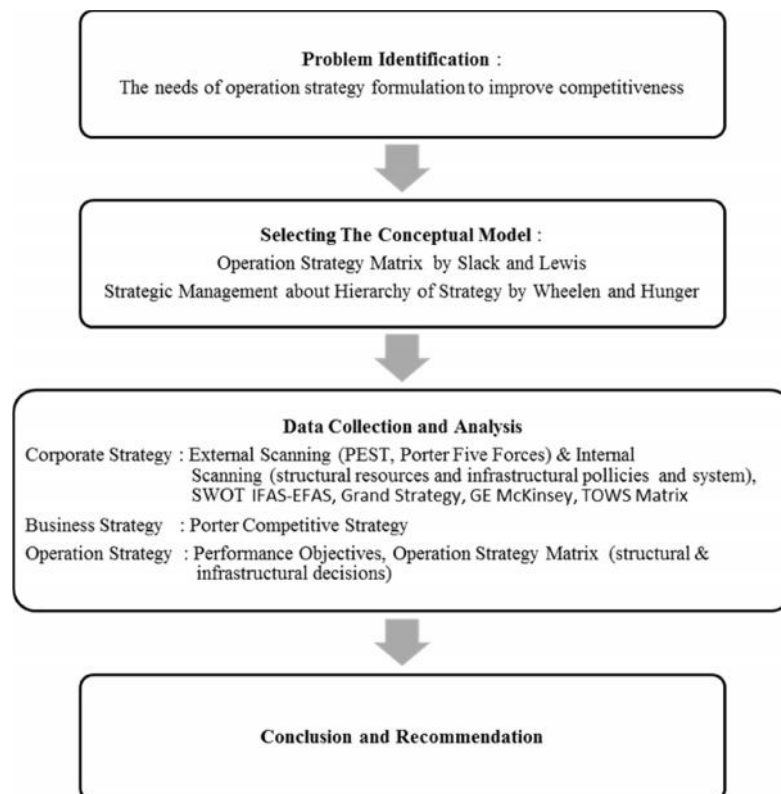 Problem Identification :
The needs of operation strategy formulation to improve competitiveness
Selecting The Conceptual Model :
Operation Strategy Matrix by Slack and Lewis
Strategic Management about Hierarchy of Strategy by Wheelen and Hunger
Data Collection and Analysis
Corporate Strategy : External Scanning (PEST, Porter Five Forces) & Internal
Scanning (structural resources and infrastructural pollicies and system),
SWOT IFAS-EFAS, Grand Strategy, GE McKinsey, TOWS Matrix
Business Strategy : Porter Competitive Strategy
Operation Strategy : Performance Objectives, Operation Strategy Matrix (structural &
infrastructural decisions)
Conclusion and Recommendation